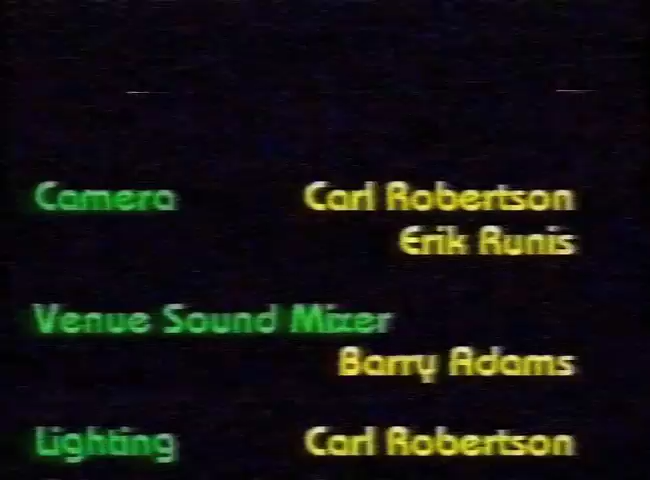 Camera Carl Robertson
Erik Runis
Venue Sound Mixer
Barry Adams
Lighting Carl Robertson